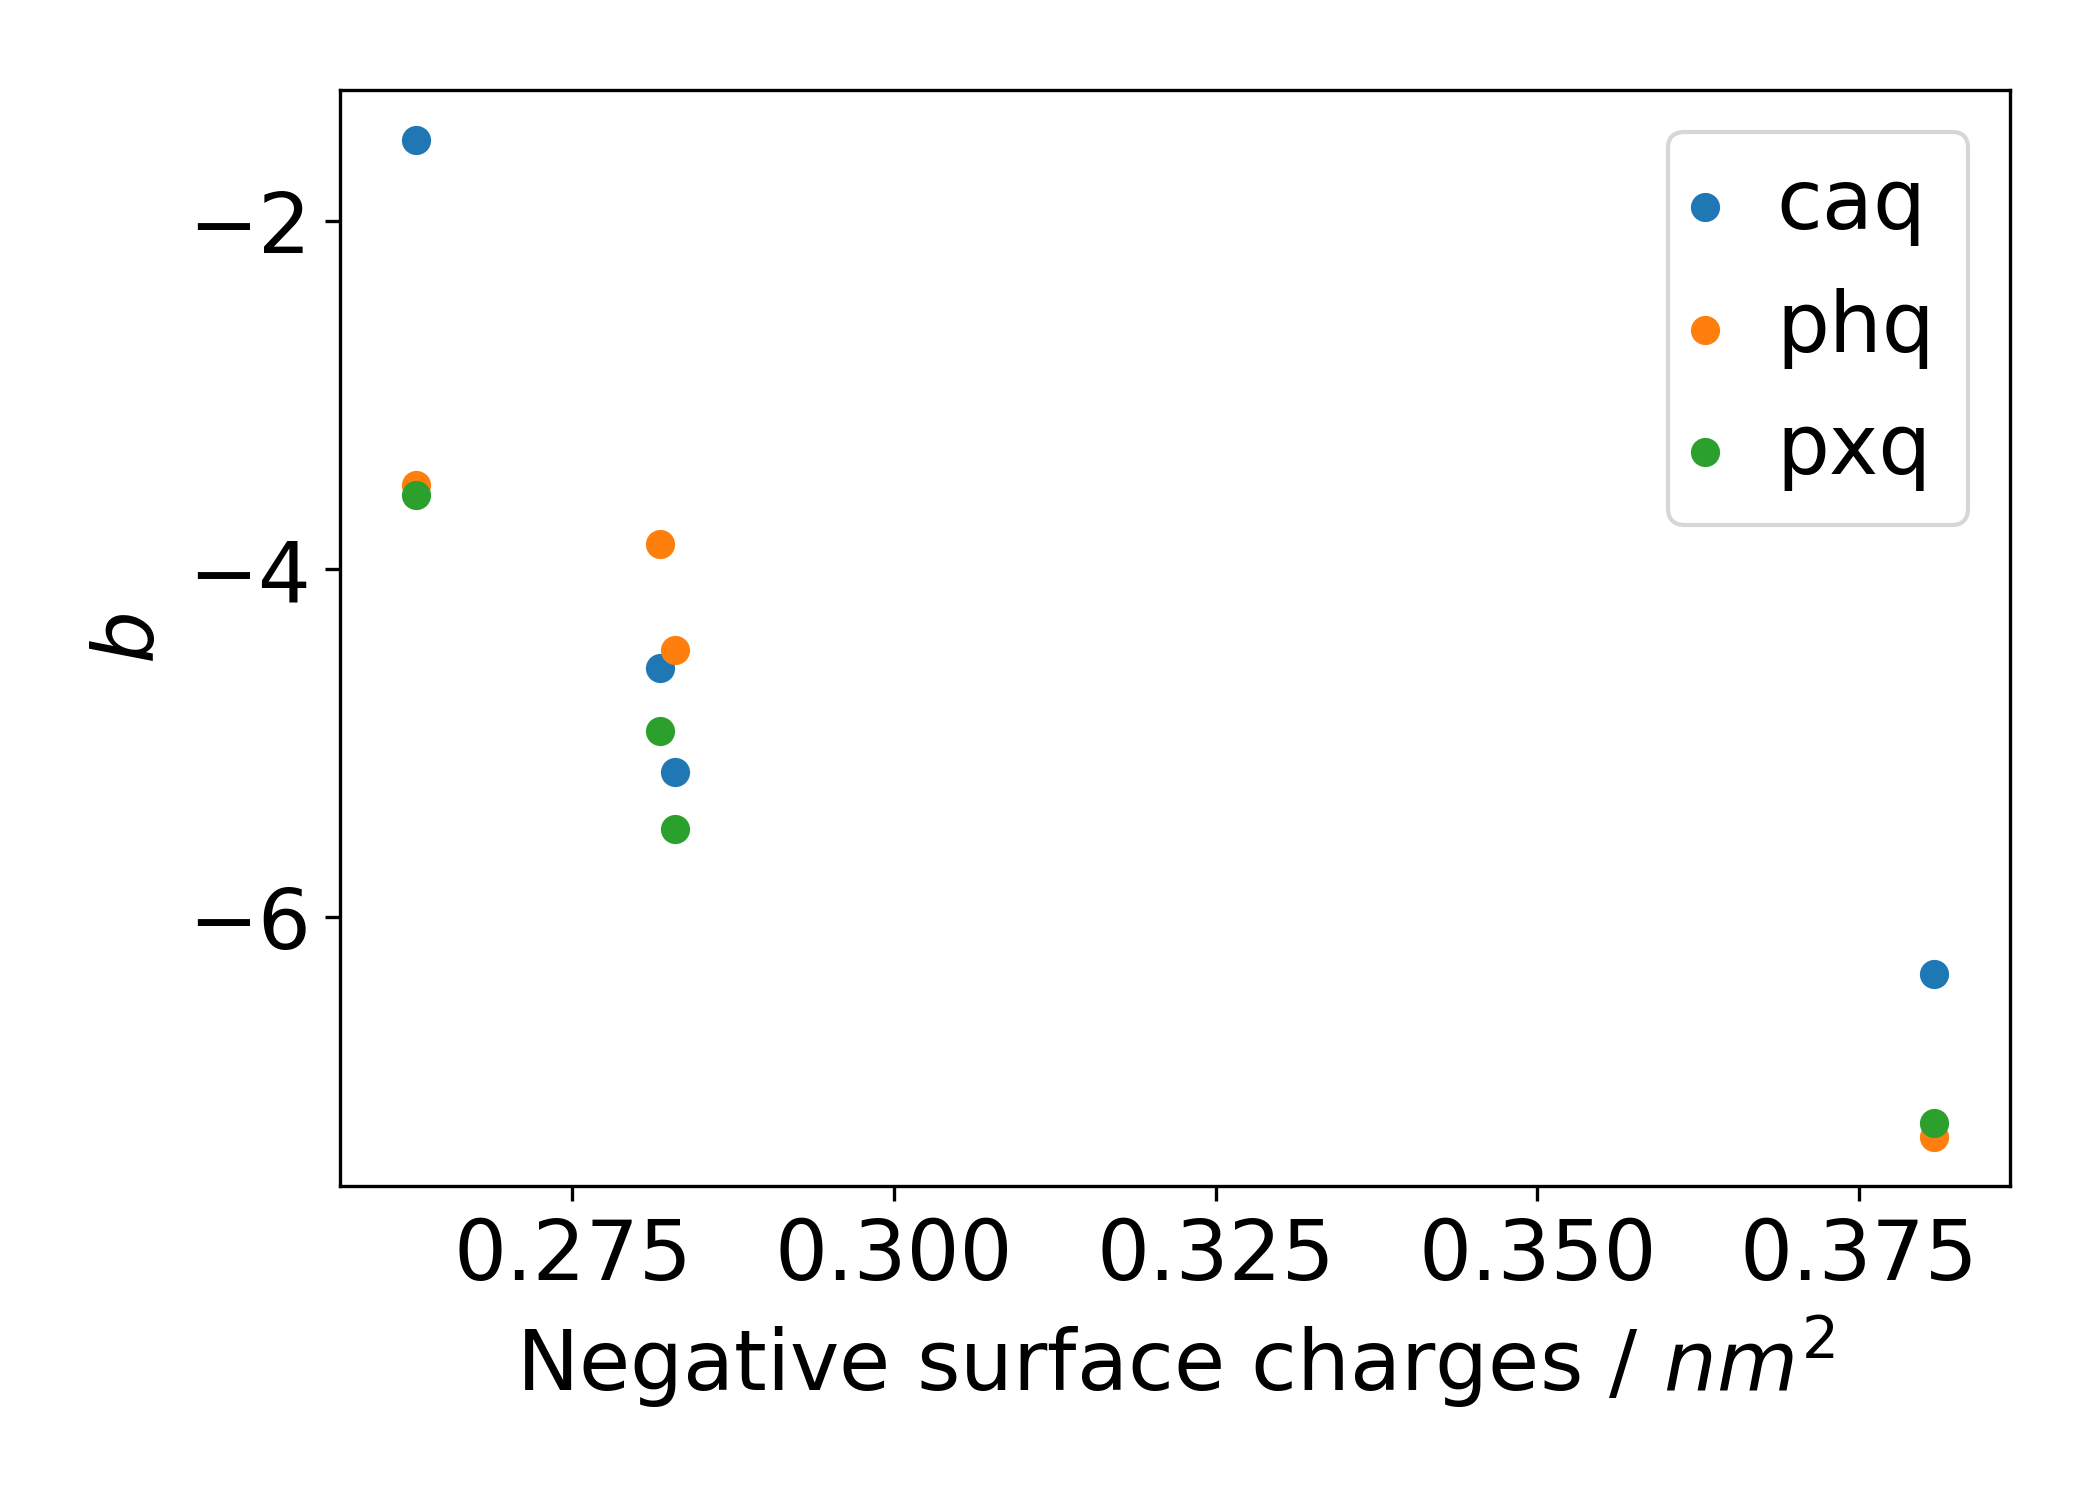 −2
−4
−6
b
caq
phq
pxq
0.275 0.300 0.325 0.350 0.375
Negative surface charges / nm²